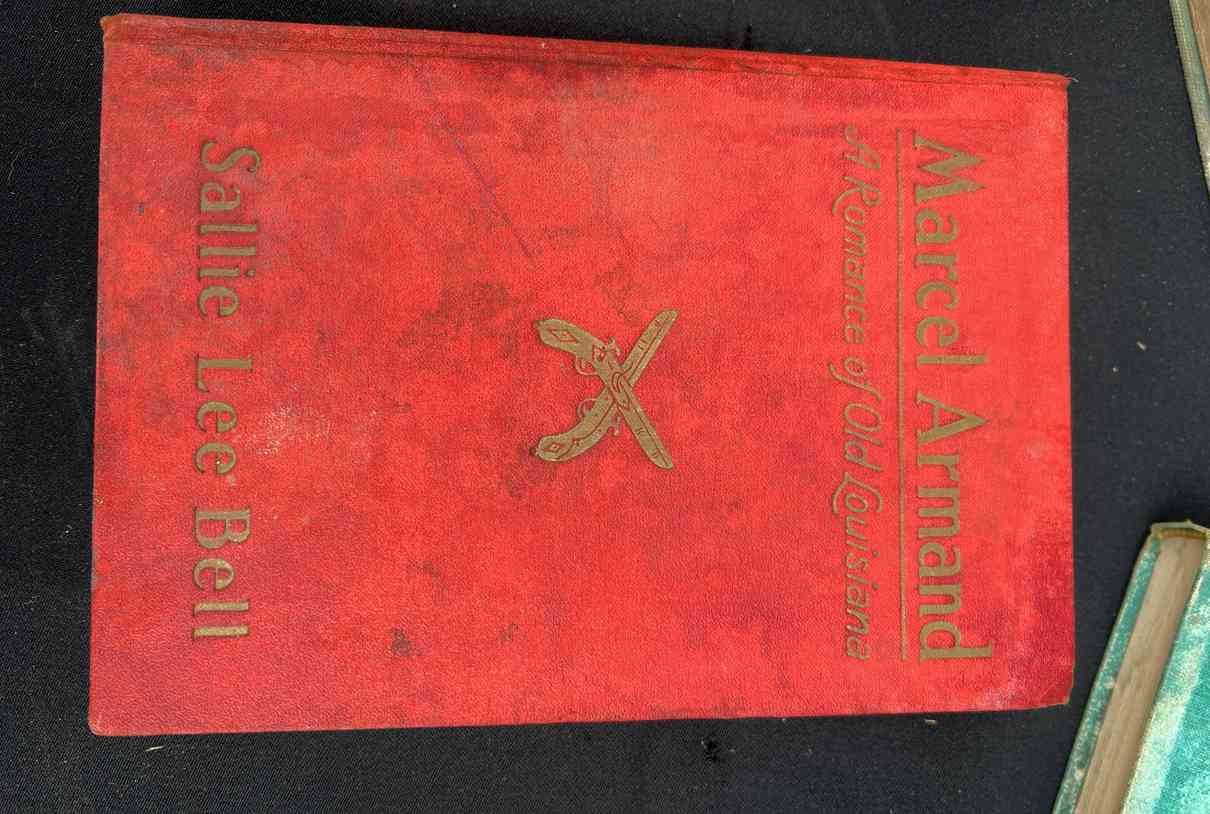 Marcel Armand
A Romance of Old Louisiana
Sallie Lee Bell